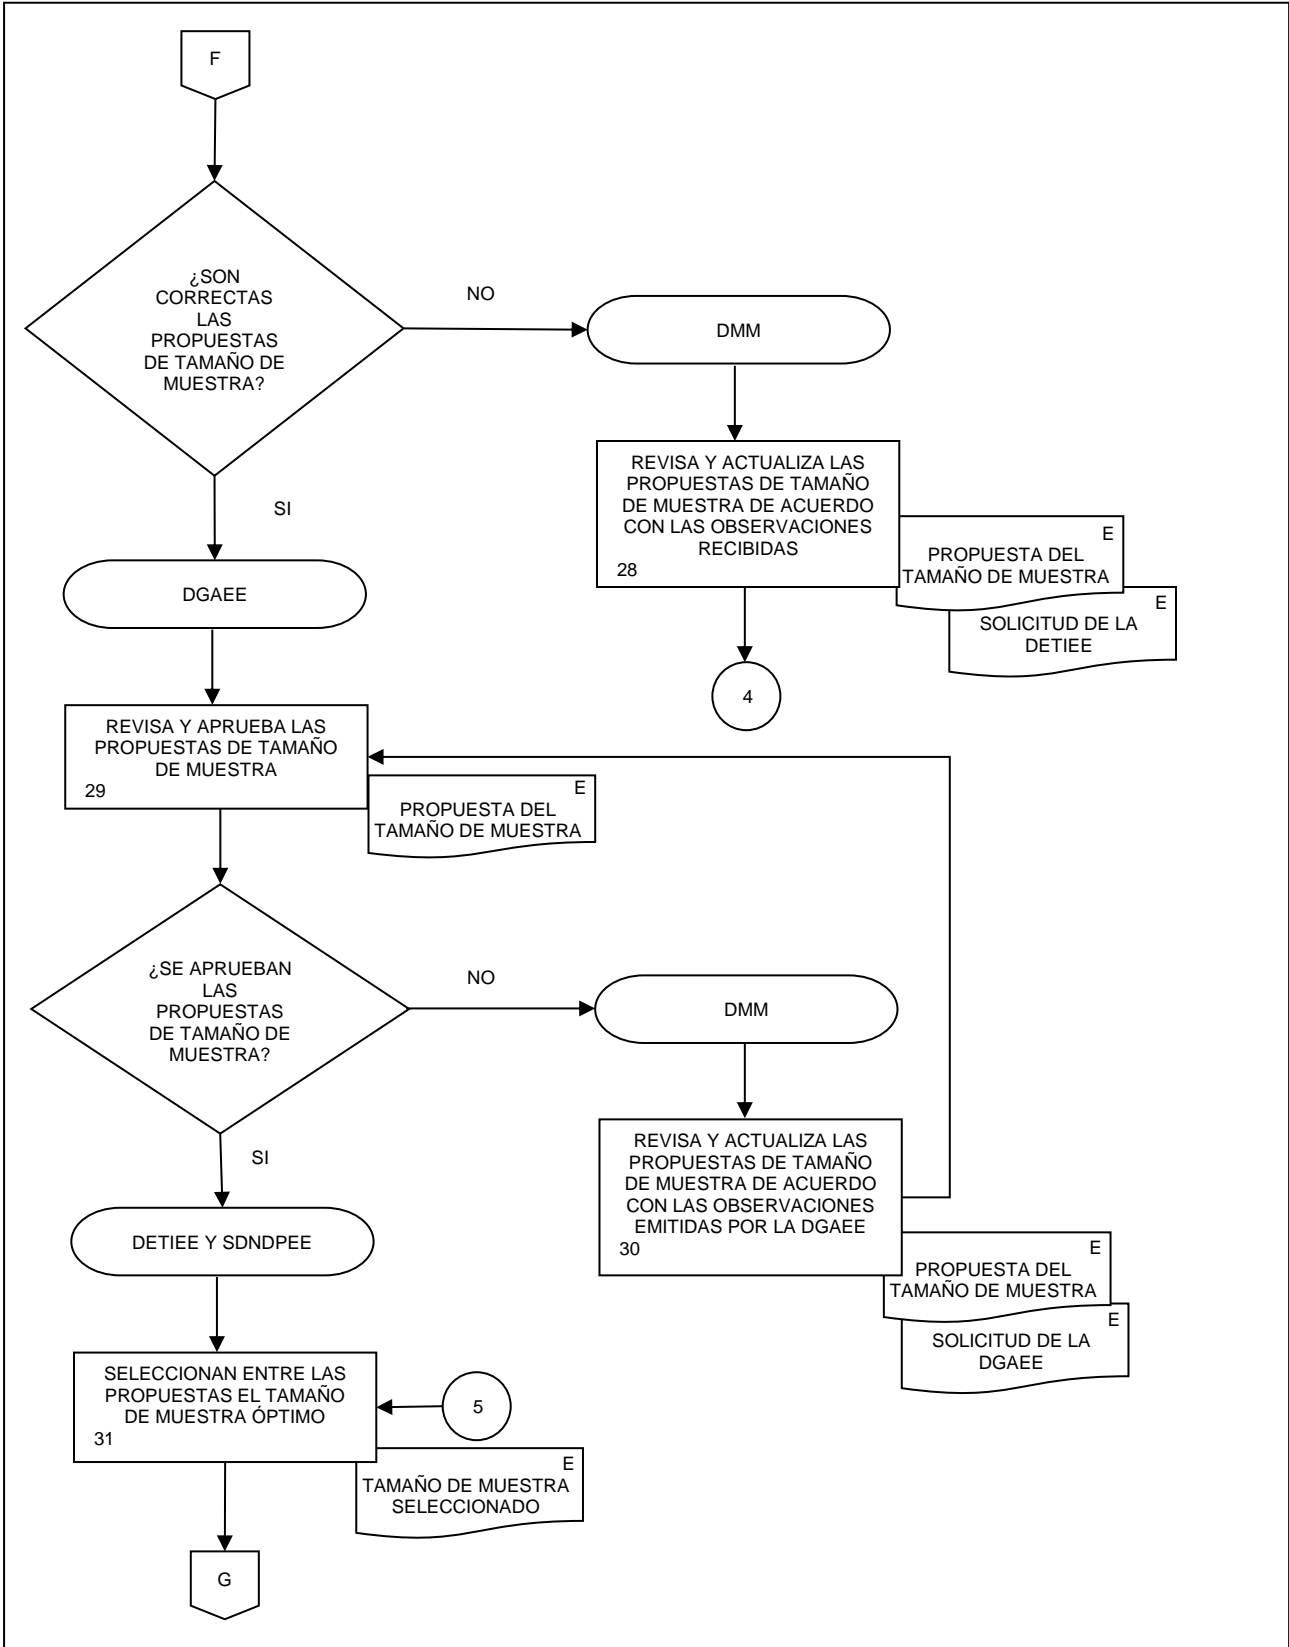 F
¿SON
CORRECTAS
LAS
PROPUESTAS
DE TAMAÑO DE
MUESTRA?
NO
DMM
REVISA Y ACTUALIZA LAS
PROPUESTAS DE TAMAÑO
DE MUESTRA DE ACUERDO
CON LAS OBSERVACIONES
RECIBIDAS
28
E
PROPUESTA DEL
TAMAÑO DE MUESTRA
E
SOLICITUD DE LA
DETIEE
4
SI
DGAEE
REVISA Y APRUEBA LAS
PROPUESTAS DE TAMAÑO
DE MUESTRA
29
E
PROPUESTA DEL
TAMAÑO DE MUESTRA
¿SE APRUEBAN
LAS
PROPUESTAS
DE TAMAÑO DE
MUESTRA?
NO
DMM
REVISA Y ACTUALIZA LAS
PROPUESTAS DE TAMAÑO
DE MUESTRA DE ACUERDO
CON LAS OBSERVACIONES
EMITIDAS POR LA DGAEE
30
E
PROPUESTA DEL
TAMAÑO DE MUESTRA
E
SOLICITUD DE LA
DGAEE
SI
DETIEE Y SDNDPEE
SELECCIONAN ENTRE LAS
PROPUESTAS EL TAMAÑO
DE MUESTRA ÓPTIMO
31
5
E
TAMAÑO DE MUESTRA
SELECCIONADO
G